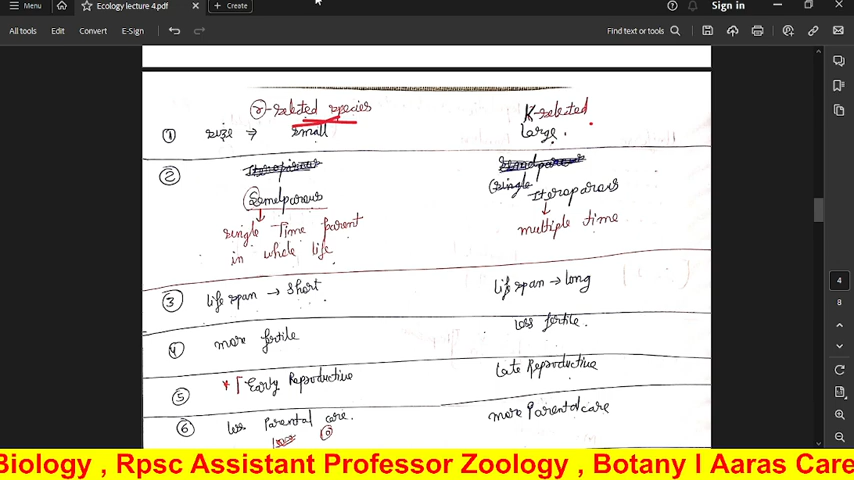 Menu
Ecology lecture 4.pdf
Create
Sign in
All tools Edit Convert E-Sign
Find text or tools
r-selected species K-selected
① size ⇒ small large.
②
Semelparous (single Iteroparous
single Time parent multiple time
in whole life.
③ life span → short life span → long
4 more fertile less fertile.
⑤ Early Reproductive Late Reproductive
⑥ less Parental care. more Parental care
4
8
Biology , Rpsc Assistant Professor Zoology , Botany I Aaras Care